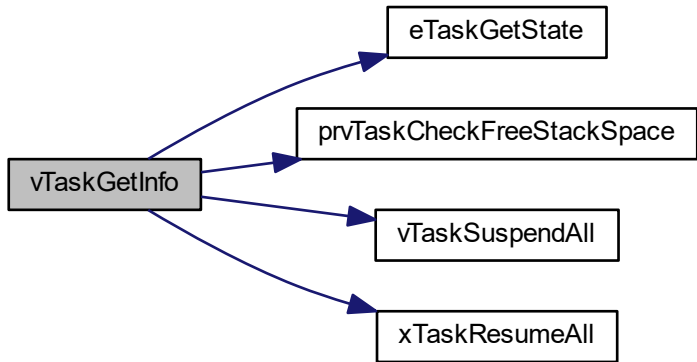 eTaskGetState
prvTaskCheckFreeStackSpace
vTaskGetInfo
vTaskSuspendAll
xTaskResumeAll